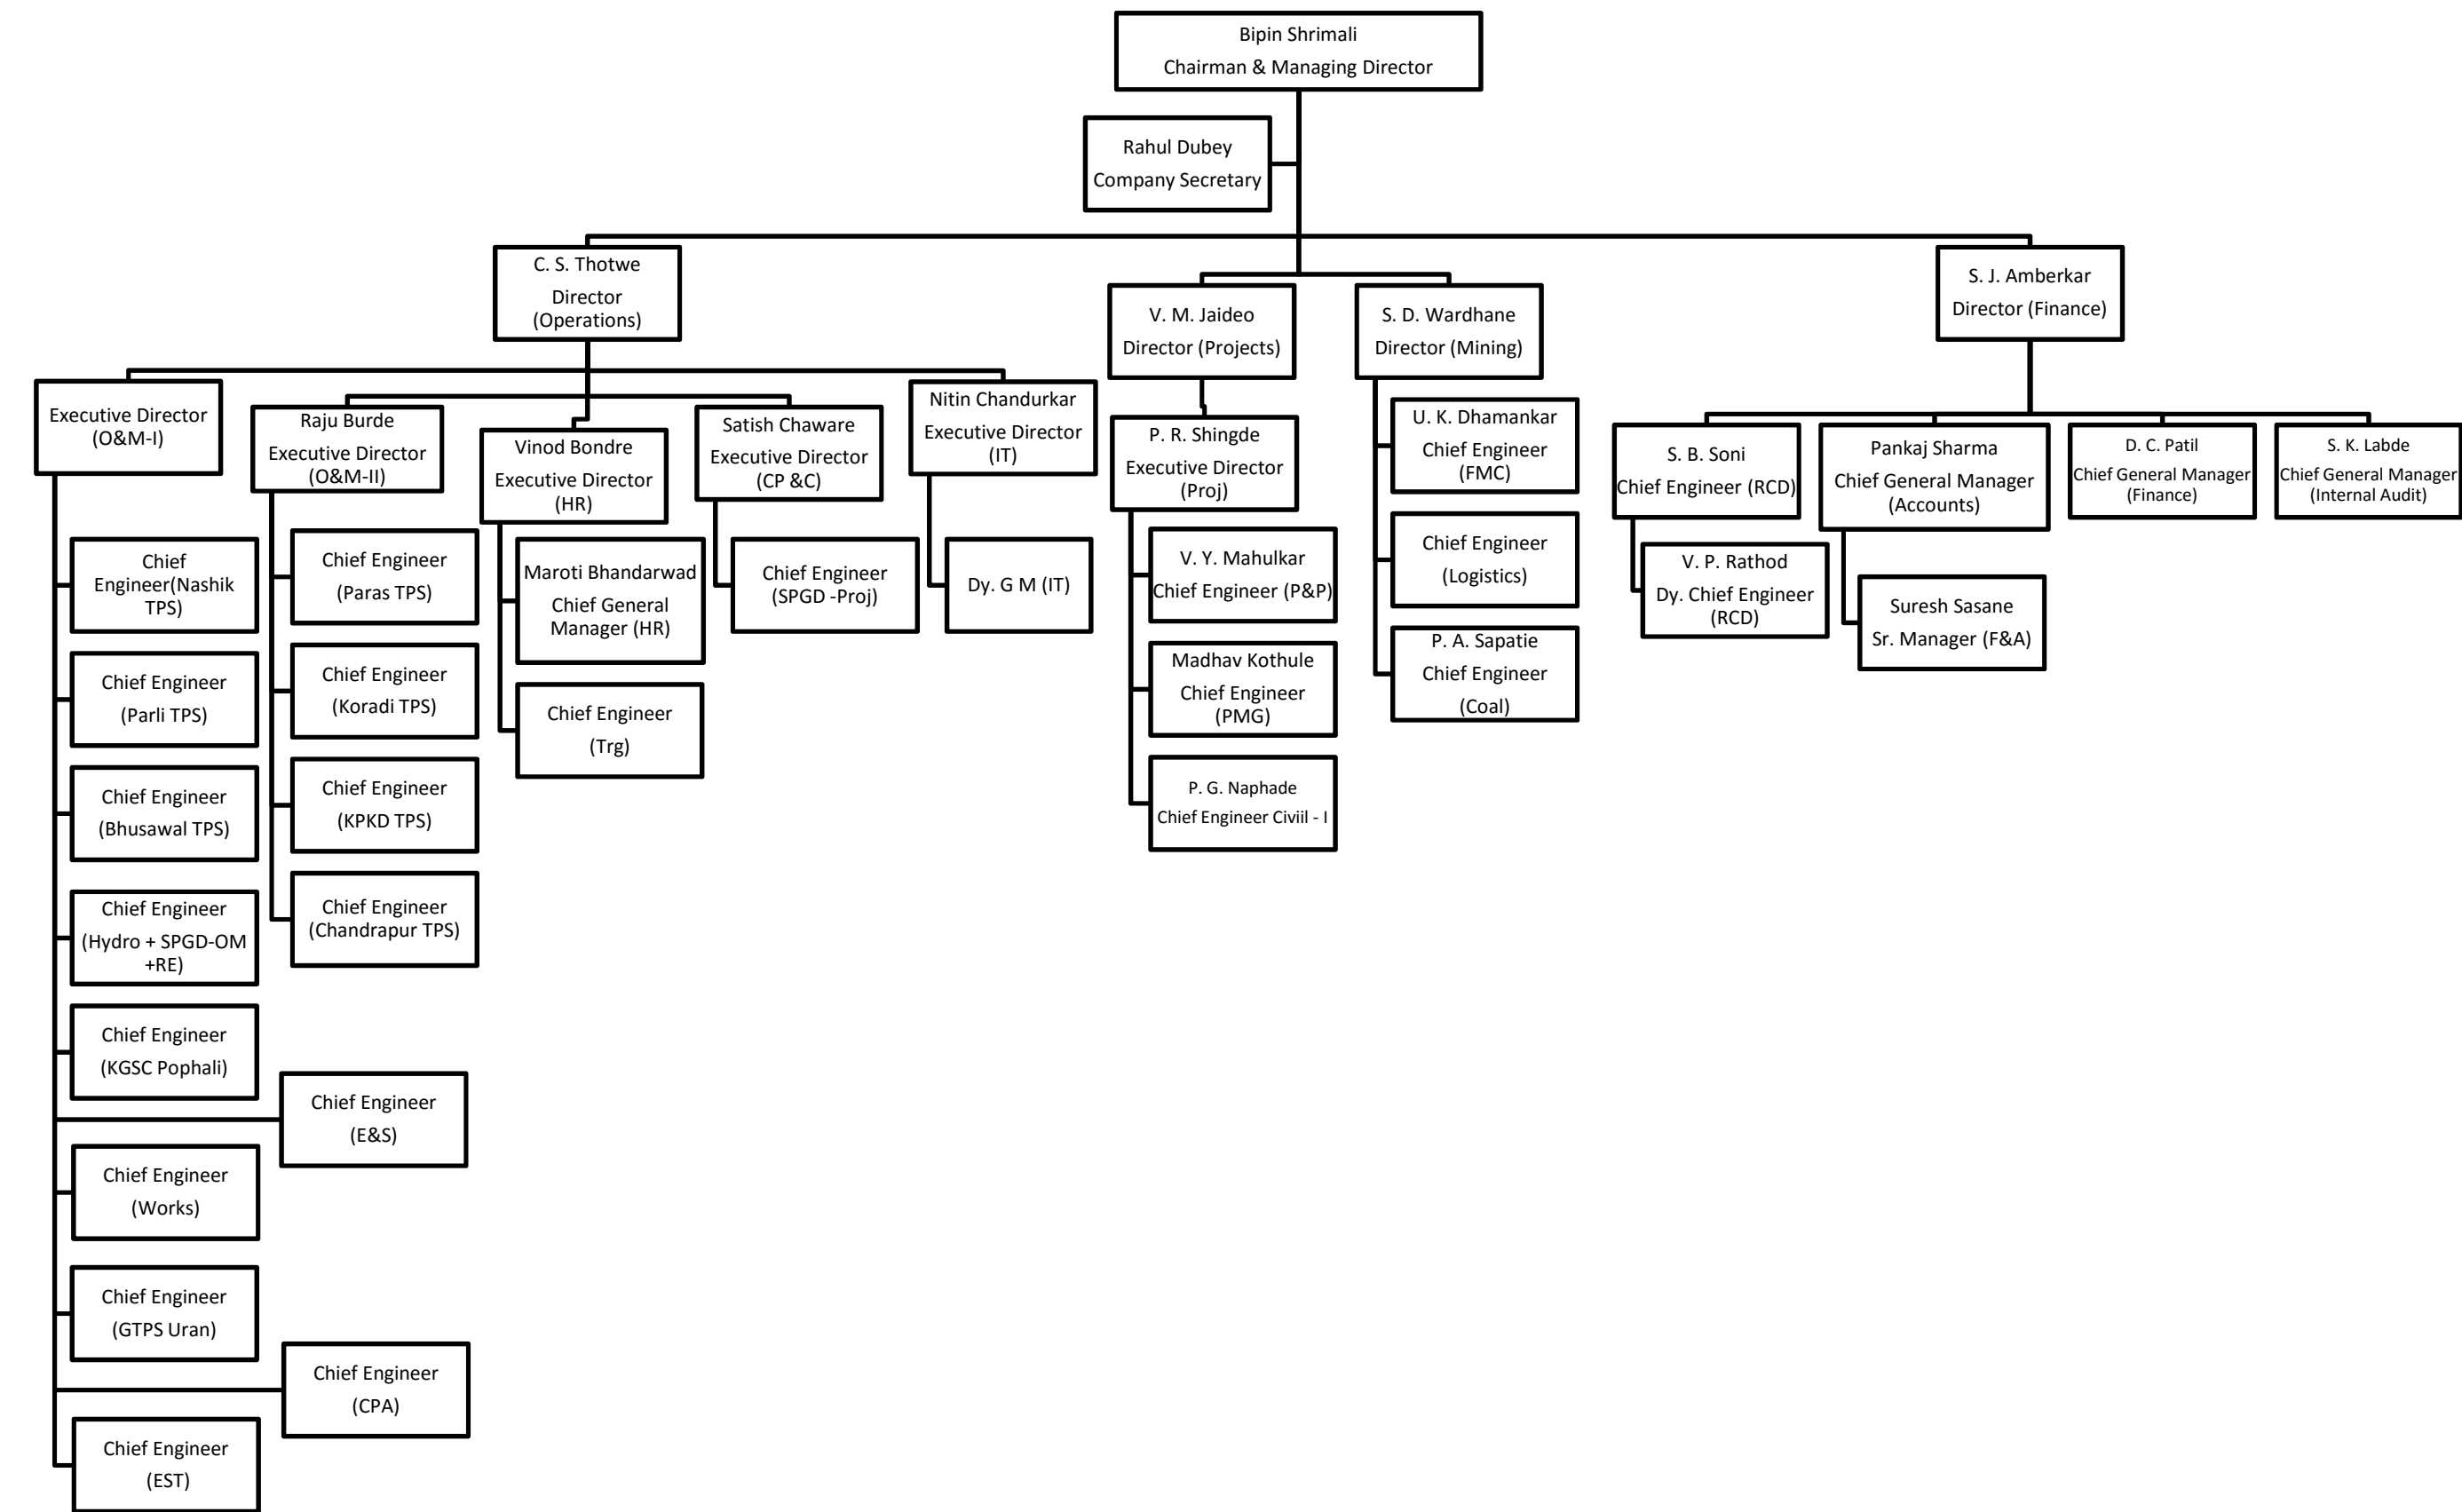 Bipin Shrimali
Chairman & Managing Director
Rahul Dubey
Company Secretary
C. S. Thotwe
Director
(Operations)
V. M. Jaideo
Director (Projects)
S. D. Wardhane
Director (Mining)
S. J. Amberkar
Director (Finance)
Executive Director
(O&M-I)
Raju Burde
Executive Director
(O&M-II)
Vinod Bondre
Executive Director
(HR)
Satish Chaware
Executive Director
(CP &C)
Nitin Chandurkar
Executive Director
(IT)
P. R. Shingde
Executive Director
(Proj)
U. K. Dhamankar
Chief Engineer
(FMC)
Chief Engineer
(Logistics)
P. A. Sapatie
Chief Engineer
(Coal)
S. B. Soni
Chief Engineer (RCD)
Pankaj Sharma
Chief General Manager
(Accounts)
D. C. Patil
Chief General Manager
(Finance)
S. K. Labde
Chief General Manager
(Internal Audit)
V. P. Rathod
Dy. Chief Engineer
(RCD)
Suresh Sasane
Sr. Manager (F&A)
Chief
Engineer(Nashik
TPS)
Chief Engineer
(Parli TPS)
Chief Engineer
(Bhusawal TPS)
Chief Engineer
(Hydro + SPGD-OM
+RE)
Chief Engineer
(KGSC Pophali)
Chief Engineer
(E&S)
Chief Engineer
(Works)
Chief Engineer
(GTPS Uran)
Chief Engineer
(CPA)
Chief Engineer
(EST)
Chief Engineer
(Paras TPS)
Chief Engineer
(Koradi TPS)
Chief Engineer
(KPKD TPS)
Chief Engineer
(Chandrapur TPS)
Maroti Bhandarwad
Chief General
Manager (HR)
Chief Engineer
(Trg)
Chief Engineer
(SPGD -Proj)
Dy. G M (IT)
V. Y. Mahulkar
Chief Engineer (P&P)
Madhav Kothule
Chief Engineer
(PMG)
P. G. Naphade
Chief Engineer Civiil - I